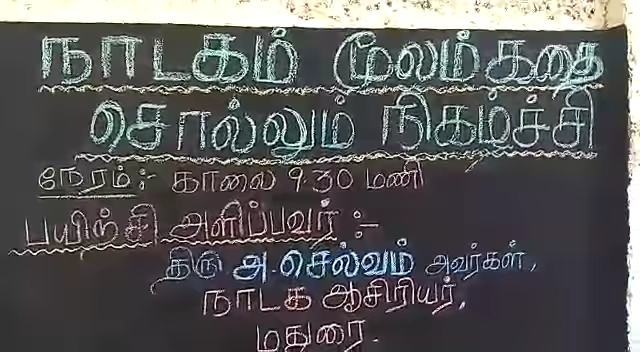 நாடகம் மூலம் கதை
சொல்லும் நிகழ்ச்சி
நேரம்:- காலை 9.30 மணி
பயிற்சி அளிப்பவர் :-
திரு அ.செல்வம் அவர்கள்,
நாடக ஆசிரியர்,
மதுரை.